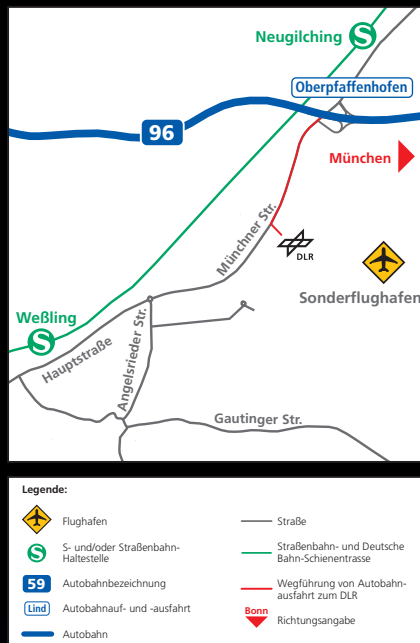 Neugilching
S
Oberpfaffenhofen
96
München
Münchner Str.
DLR
Sonderflughafen
Weßling
S
Hauptstraße
Angelsrieder Str.
Gautinger Str.
Legende:
Flughafen
S
S- und/oder Straßenbahn-
Haltestelle
59
Autobahnbezeichnung
Lind
Autobahnauf- und -ausfahrt
Autobahn
Straße
Straßenbahn- und Deutsche
Bahn-Schienentrasse
Wegführung von Autobahn-
ausfahrt zum DLR
Bonn
Richtungsangabe